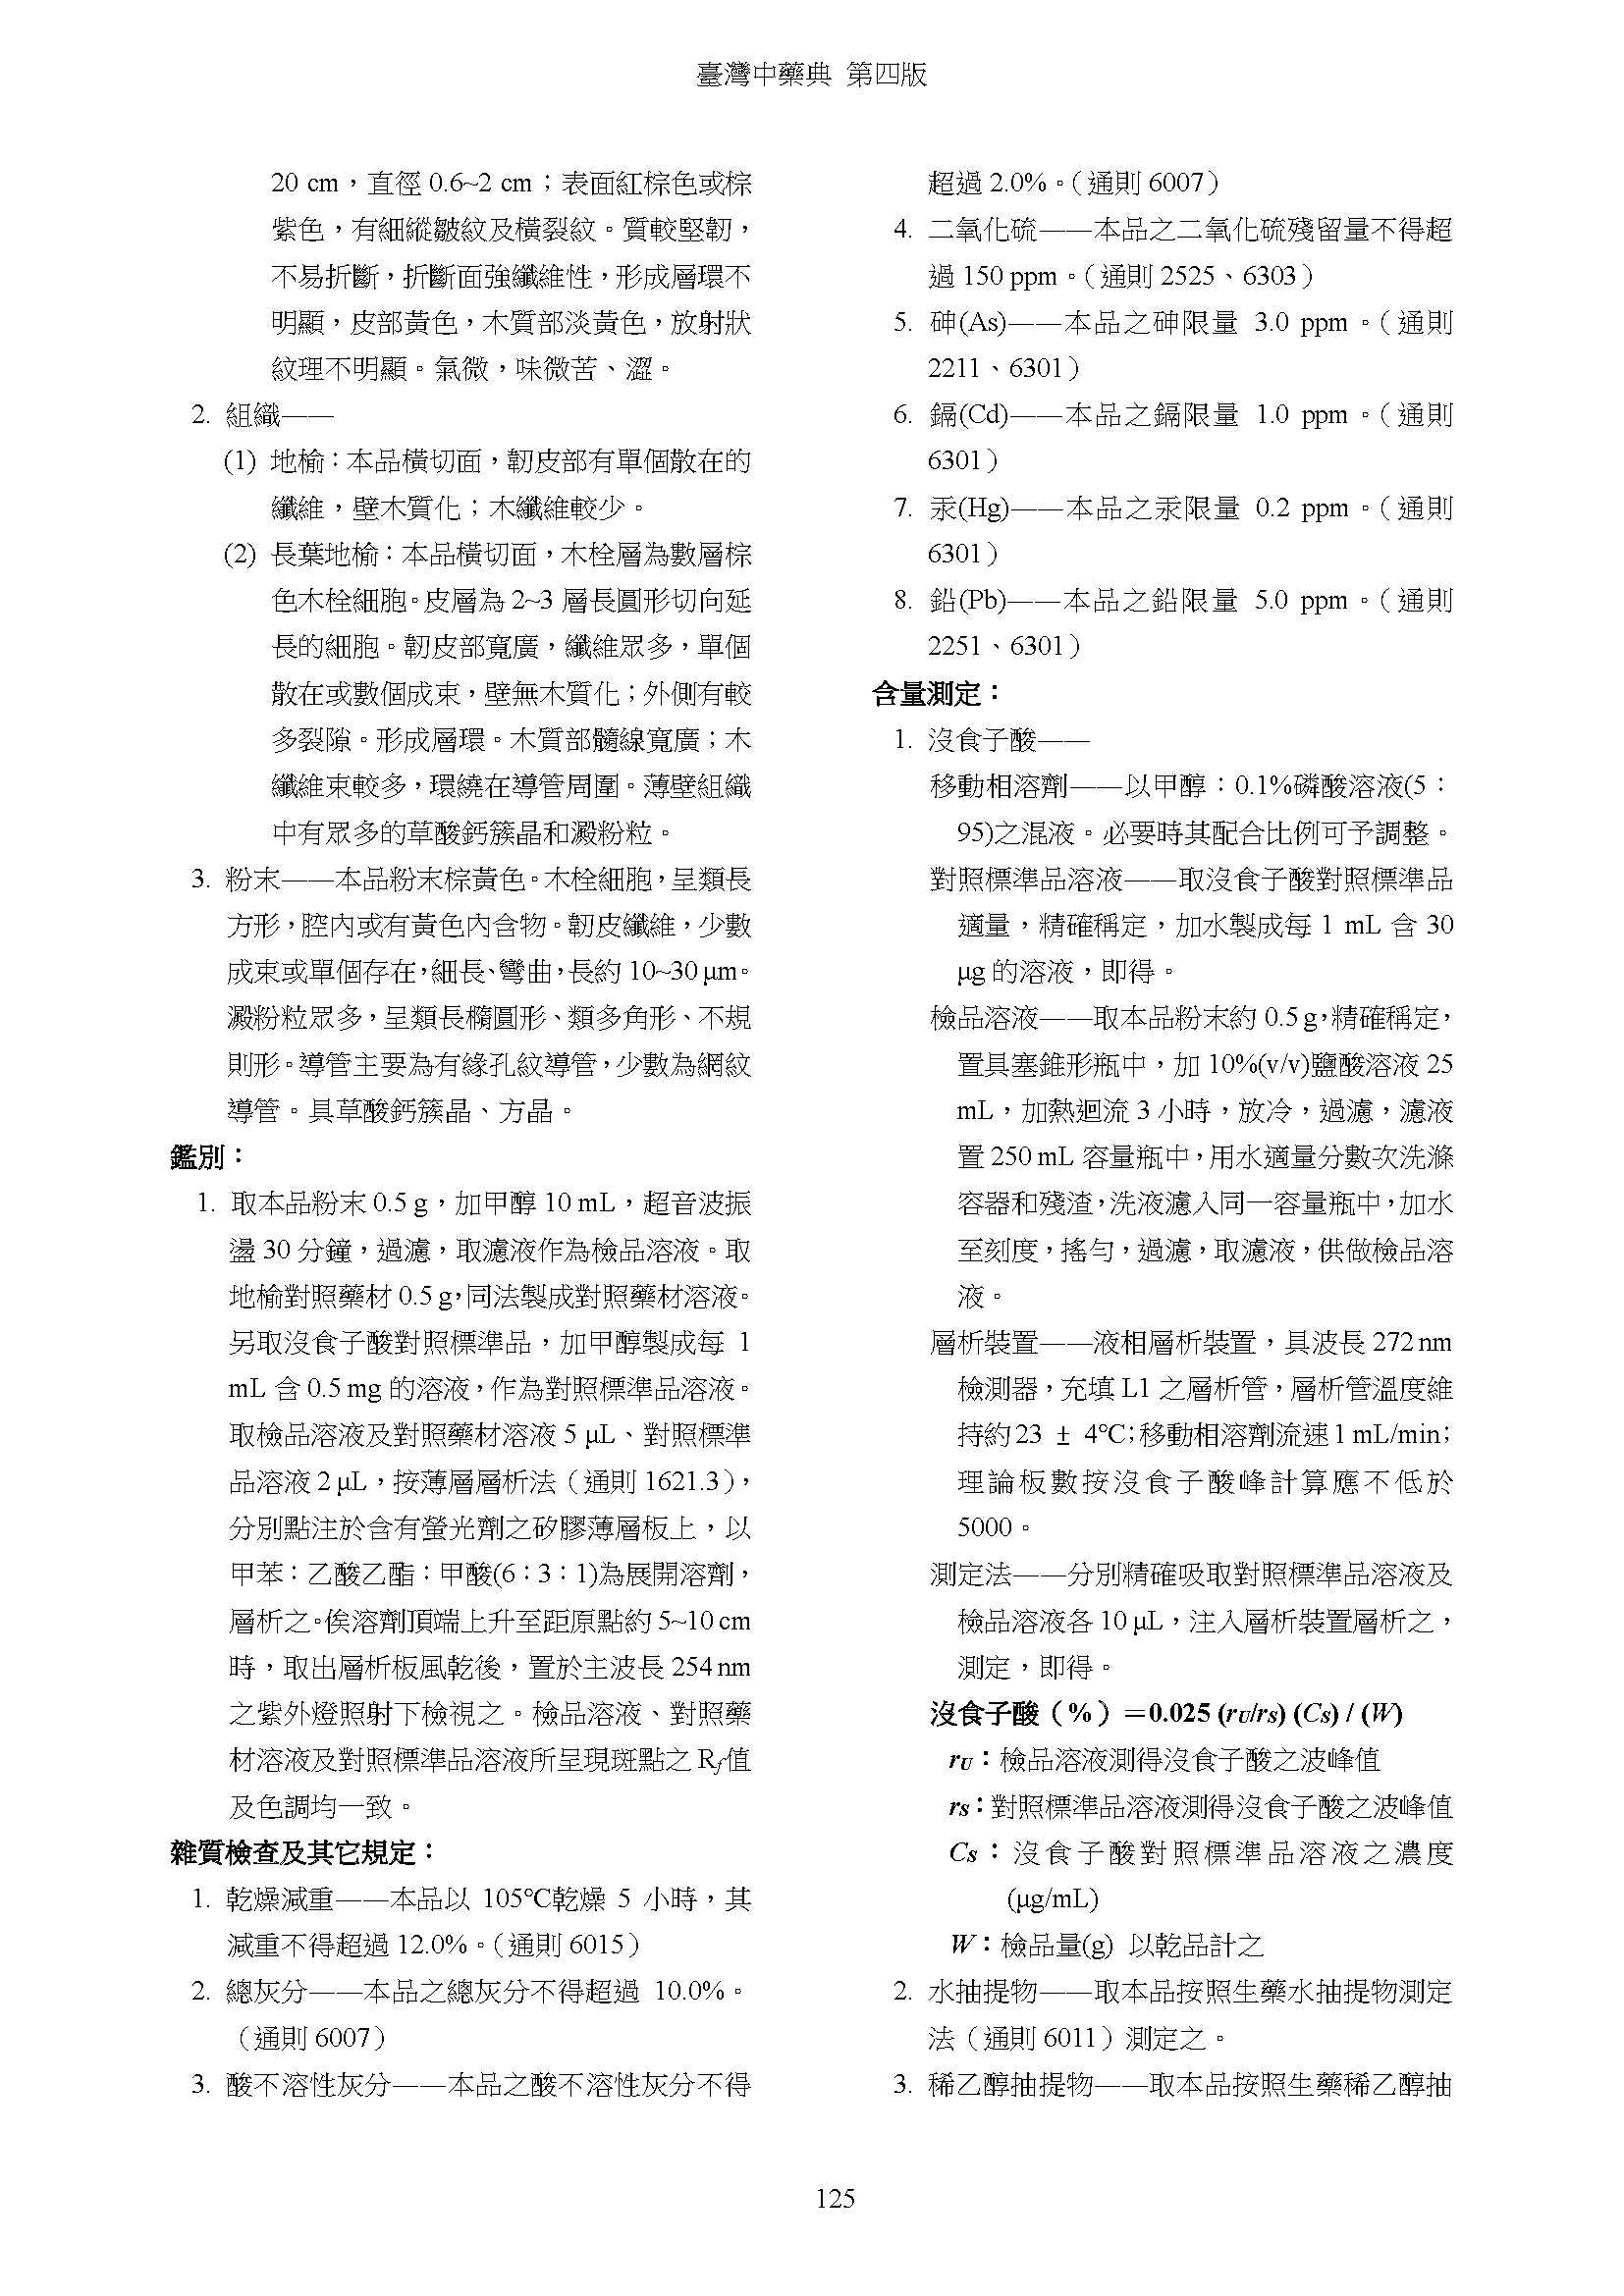 臺灣中藥典 第四版
20 cm，直徑 0.6~2 cm；表面紅棕色或棕
紫色，有細縱皺紋及橫裂紋。質較堅韌，
不易折斷，折斷面強纖維性，形成層環不
明顯，皮部黃色，木質部淡黃色，放射狀
紋理不明顯。氣微，味微苦、澀。
2. 組織——
(1) 地榆：本品橫切面，韌皮部有單個散在的
纖維，壁木質化；木纖維較少。
(2) 長葉地榆：本品橫切面，木栓層為數層棕
色木栓細胞。皮層為 2~3 層長圓形切向延
長的細胞。韌皮部寬廣，纖維眾多，單個
散在或數個成束，壁無木質化；外側有較
多裂隙。形成層環。木質部髓線寬廣；木
纖維束較多，環繞在導管周圍。薄壁組織
中有眾多的草酸鈣簇晶和澱粉粒。
3. 粉末——本品粉末棕黃色。木栓細胞，呈類長
方形，腔內或有黃色內含物。韌皮纖維，少數
成束或單個存在，細長、彎曲，長約 10~30 μm。
澱粉粒眾多，呈類長橢圓形、類多角形、不規
則形。導管主要為有緣孔紋導管，少數為網紋
導管。具草酸鈣簇晶、方晶。
鑑別：
1. 取本品粉末 0.5 g，加甲醇 10 mL，超音波振
盪 30 分鐘，過濾，取濾液作為檢品溶液。取
地榆對照藥材 0.5 g，同法製成對照藥材溶液。
另取沒食子酸對照標準品，加甲醇製成每 1
mL 含 0.5 mg 的溶液，作為對照標準品溶液。
取檢品溶液及對照藥材溶液 5 μL、對照標準
品溶液 2 μL，按薄層層析法（通則 1621.3），
分別點注於含有螢光劑之矽膠薄層板上，以
甲苯：乙酸乙酯：甲酸(6：3：1)為展開溶劑，
層析之。俟溶劑頂端上升至距原點約 5~10 cm
時，取出層析板風乾後，置於主波長 254 nm
之紫外燈照射下檢視之。檢品溶液、對照藥
材溶液及對照標準品溶液所呈現斑點之 Rf值
及色調均一致。
雜質檢查及其它規定：
1. 乾燥減重——本品以 105℃乾燥 5 小時，其
減重不得超過 12.0%。（通則 6015）
2. 總灰分——本品之總灰分不得超過 10.0%。
（通則 6007）
3. 酸不溶性灰分——本品之酸不溶性灰分不得
超過 2.0%。（通則 6007）
4. 二氧化硫——本品之二氧化硫殘留量不得超
過 150 ppm。（通則 2525、6303）
5. 砷(As)——本品之砷限量 3.0 ppm。（通則
2211、6301）
6. 鎘(Cd)——本品之鎘限量 1.0 ppm。（通則
6301）
7. 汞(Hg)——本品之汞限量 0.2 ppm。（通則
6301）
8. 鉛(Pb)——本品之鉛限量 5.0 ppm。（通則
2251、6301）
含量測定：
1. 沒食子酸——
移動相溶劑——以甲醇：0.1%磷酸溶液(5：
95)之混液。必要時其配合比例可予調整。
對照標準品溶液——取沒食子酸對照標準品
適量，精確稱定，加水製成每 1 mL 含 30
μg 的溶液，即得。
檢品溶液——取本品粉末約 0.5 g，精確稱定，
置具塞錐形瓶中，加 10%(v/v)鹽酸溶液 25
mL，加熱迴流 3 小時，放冷，過濾，濾液
置 250 mL 容量瓶中，用水適量分數次洗滌
容器和殘渣，洗液濾入同一容量瓶中，加水
至刻度，搖勻，過濾，取濾液，供做檢品溶
液。
層析裝置——液相層析裝置，具波長 272 nm
檢測器，充填 L1 之層析管，層析管溫度維
持約 23 ± 4℃；移動相溶劑流速 1 mL/min；
理論板數按沒食子酸峰計算應不低於
5000。
測定法——分別精確吸取對照標準品溶液及
檢品溶液各 10 μL，注入層析裝置層析之，
測定，即得。
沒食子酸（%）＝0.025 (rU/rS) (CS) / (W)
rU：檢品溶液測得沒食子酸之波峰值
rS：對照標準品溶液測得沒食子酸之波峰值
CS：沒食子酸對照標準品溶液之濃度
(μg/mL)
W：檢品量(g) 以乾品計之
2. 水抽提物——取本品按照生藥水抽提物測定
法（通則 6011）測定之。
3. 稀乙醇抽提物——取本品按照生藥稀乙醇抽
125